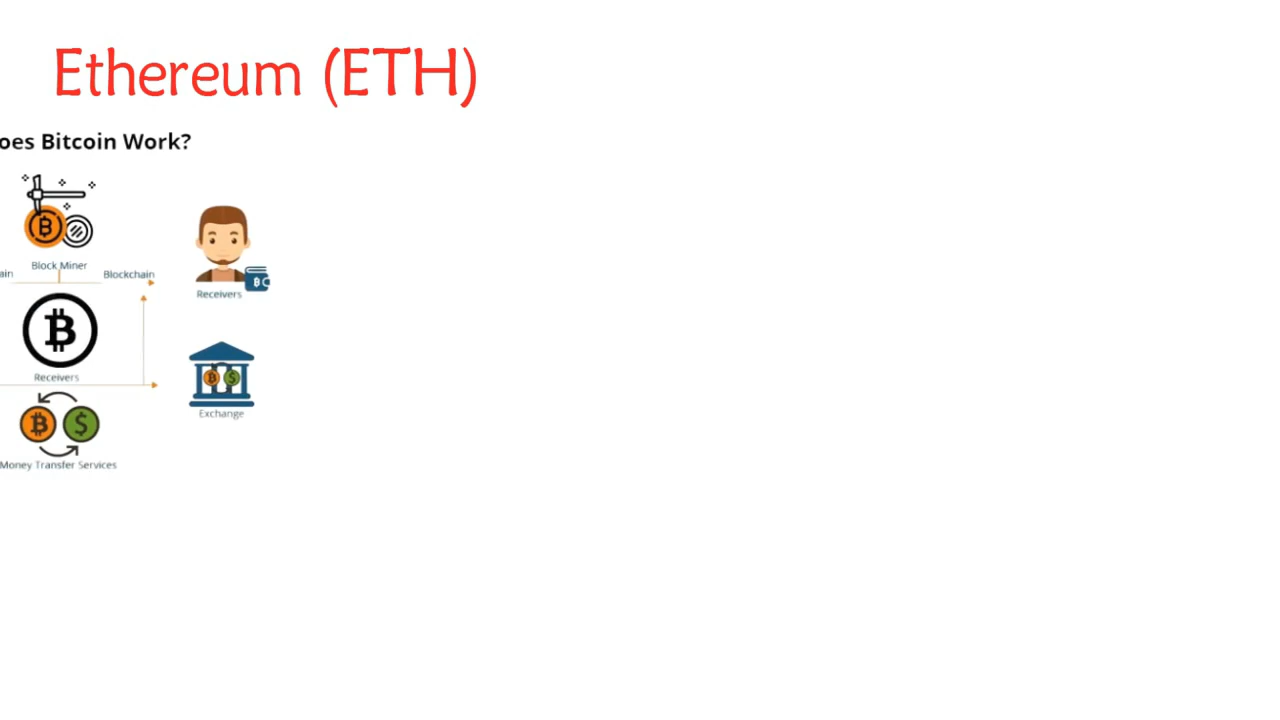 Ethereum (ETH)
oes Bitcoin Work?
Block Miner
ain
Blockchain
Receivers
Receivers
Exchange
Money Transfer Services